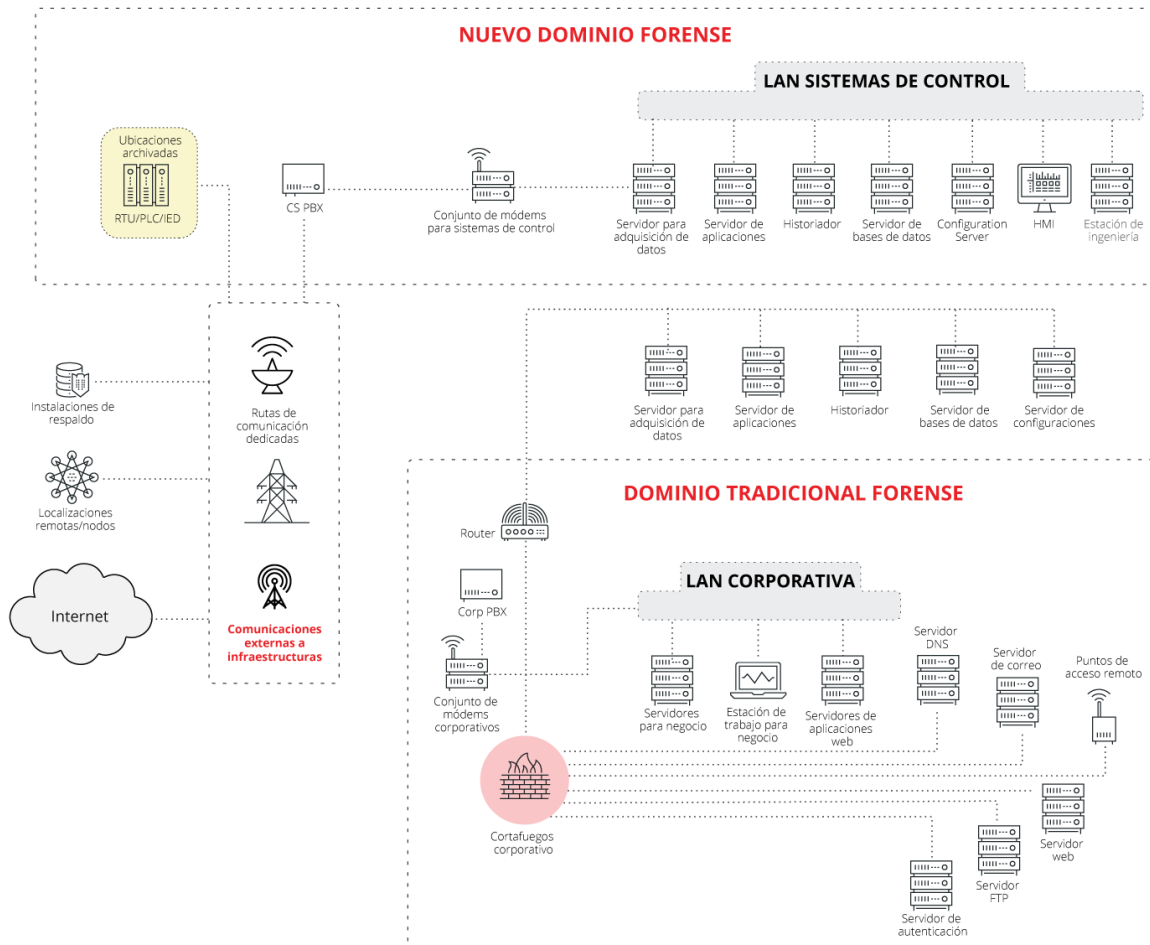 NUEVO DOMINIO FORENSE
LAN SISTEMAS DE CONTROL
Ubicaciones
archivadas
RTU/PLC/IED
CS PBX
Conjunto de módems
para sistemas de control
Servidor para
adquisición de
datos
Servidor de
aplicaciones
Historiador
Servidor de
bases de datos
Configuration
Server
HMI
Estación de
ingeniería
Instalaciones de
respaldo
Localizaciones
remotas/nodos
Internet
Rutas de
comunicación
dedicadas
Comunicaciones
externas a
infraestructuras
Servidor para
adquisición de
datos
Servidor de
aplicaciones
Historiador
Servidor de
bases de datos
Servidor de
configuraciones
DOMINIO TRADICIONAL FORENSE
Router
Corp PBX
Conjunto de
módems
corporativos
LAN CORPORATIVA
Servidores
para negocio
Estación de
trabajo para
negocio
Servidores de
aplicaciones
web
Servidor
DNS
Servidor
de correo
Puntos de
acceso remoto
Cortafuegos
corporativo
Servidor
web
Servidor
FTP
Servidor de
autenticación